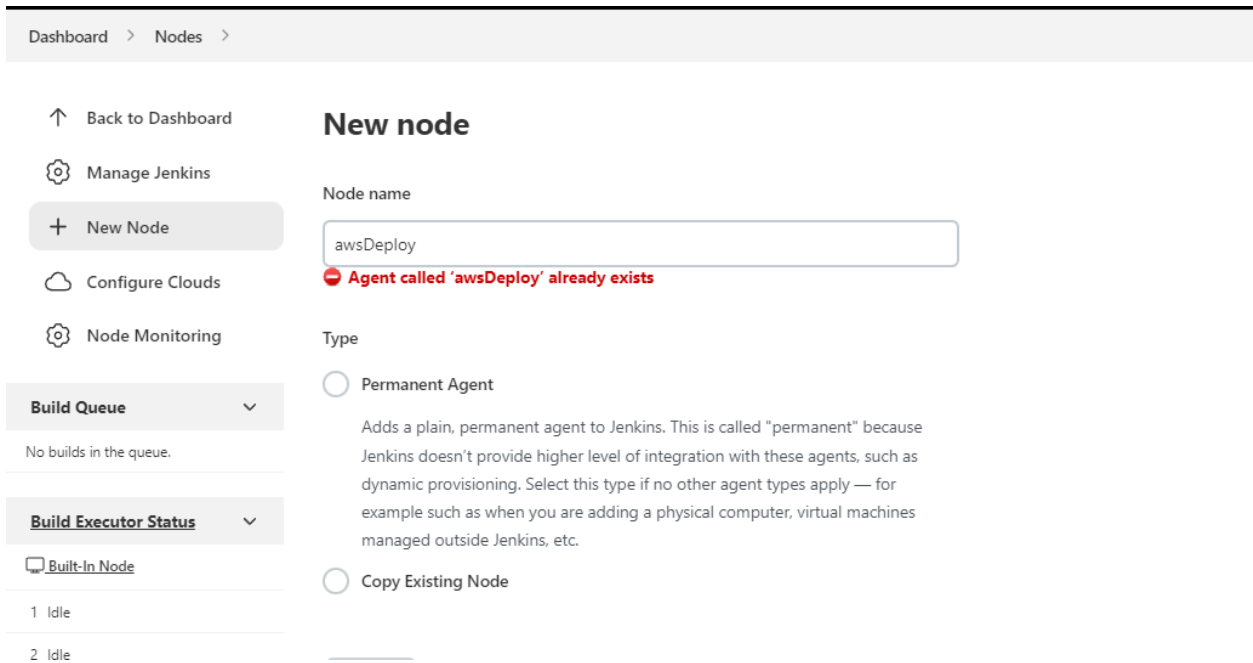 Dashboard > Nodes >
Back to Dashboard
Manage Jenkins
New Node
Configure Clouds
Node Monitoring
Build Queue
No builds in the queue.
Build Executor Status
Built-In Node
1 Idle
2 Idle
New node
Node name
awsDeploy
Agent called ‘awsDeploy’ already exists
Type
Permanent Agent
Adds a plain, permanent agent to Jenkins. This is called "permanent" because
Jenkins doesn’t provide higher level of integration with these agents, such as
dynamic provisioning. Select this type if no other agent types apply — for
example such as when you are adding a physical computer, virtual machines
managed outside Jenkins, etc.
Copy Existing Node